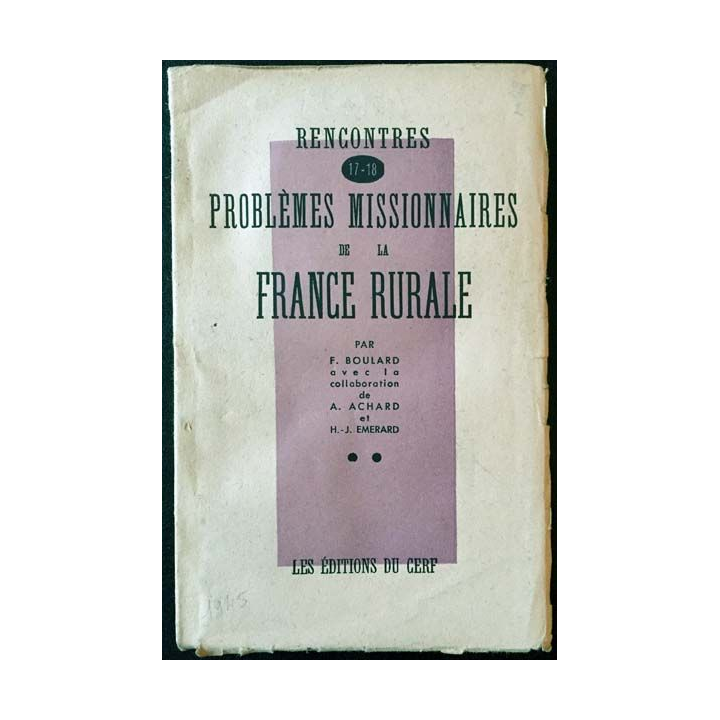 RENCONTRES
17-18
PROBLÈMES MISSIONNAIRES
DE LA
FRANCE RURALE
PAR
F. BOULARD
avec la
collaboration
de
A. ACHARD
et
H.-J. EMERARD
LES ÉDITIONS DU CERF
1945